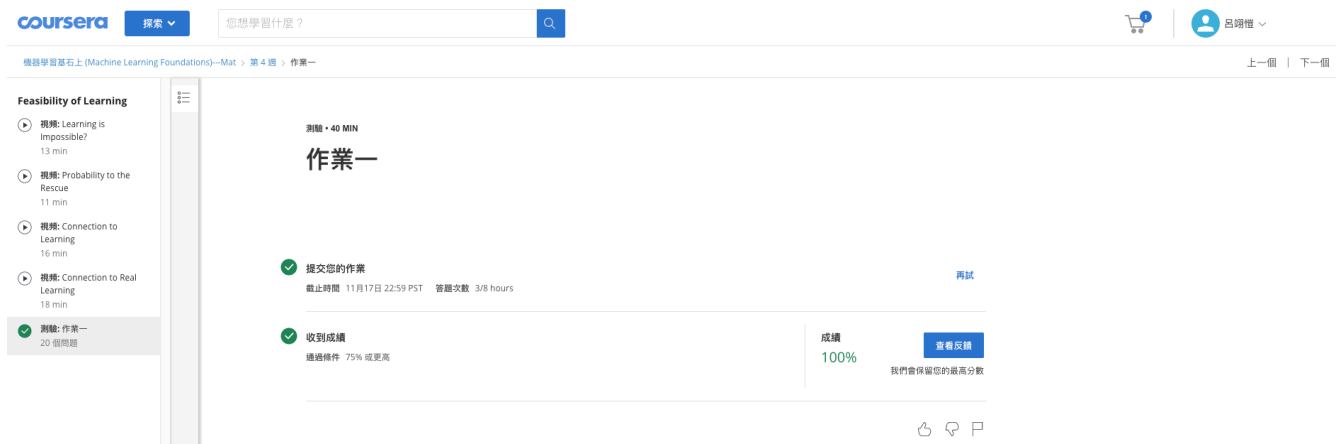 coursera
探索
您想學習什麼?
1
呂翊愷
機器學習基石上 (Machine Learning Foundations)---Mat > 第 4 週 > 作業一
上一個 | 下一個
Feasibility of Learning
視頻: Learning is
Impossible?
13 min
視頻: Probability to the
Rescue
11 min
視頻: Connection to
Learning
16 min
視頻: Connection to Real
Learning
18 min
測驗: 作業一
20 個問題
測驗 • 40 MIN
作業一
提交您的作業
截止時間 11月17日 22:59 PST 答題次數 3/8 hours
再試
收到成績
通過條件 75% 或更高
成績
100%
查看反饋
我們會保留您的最高分數